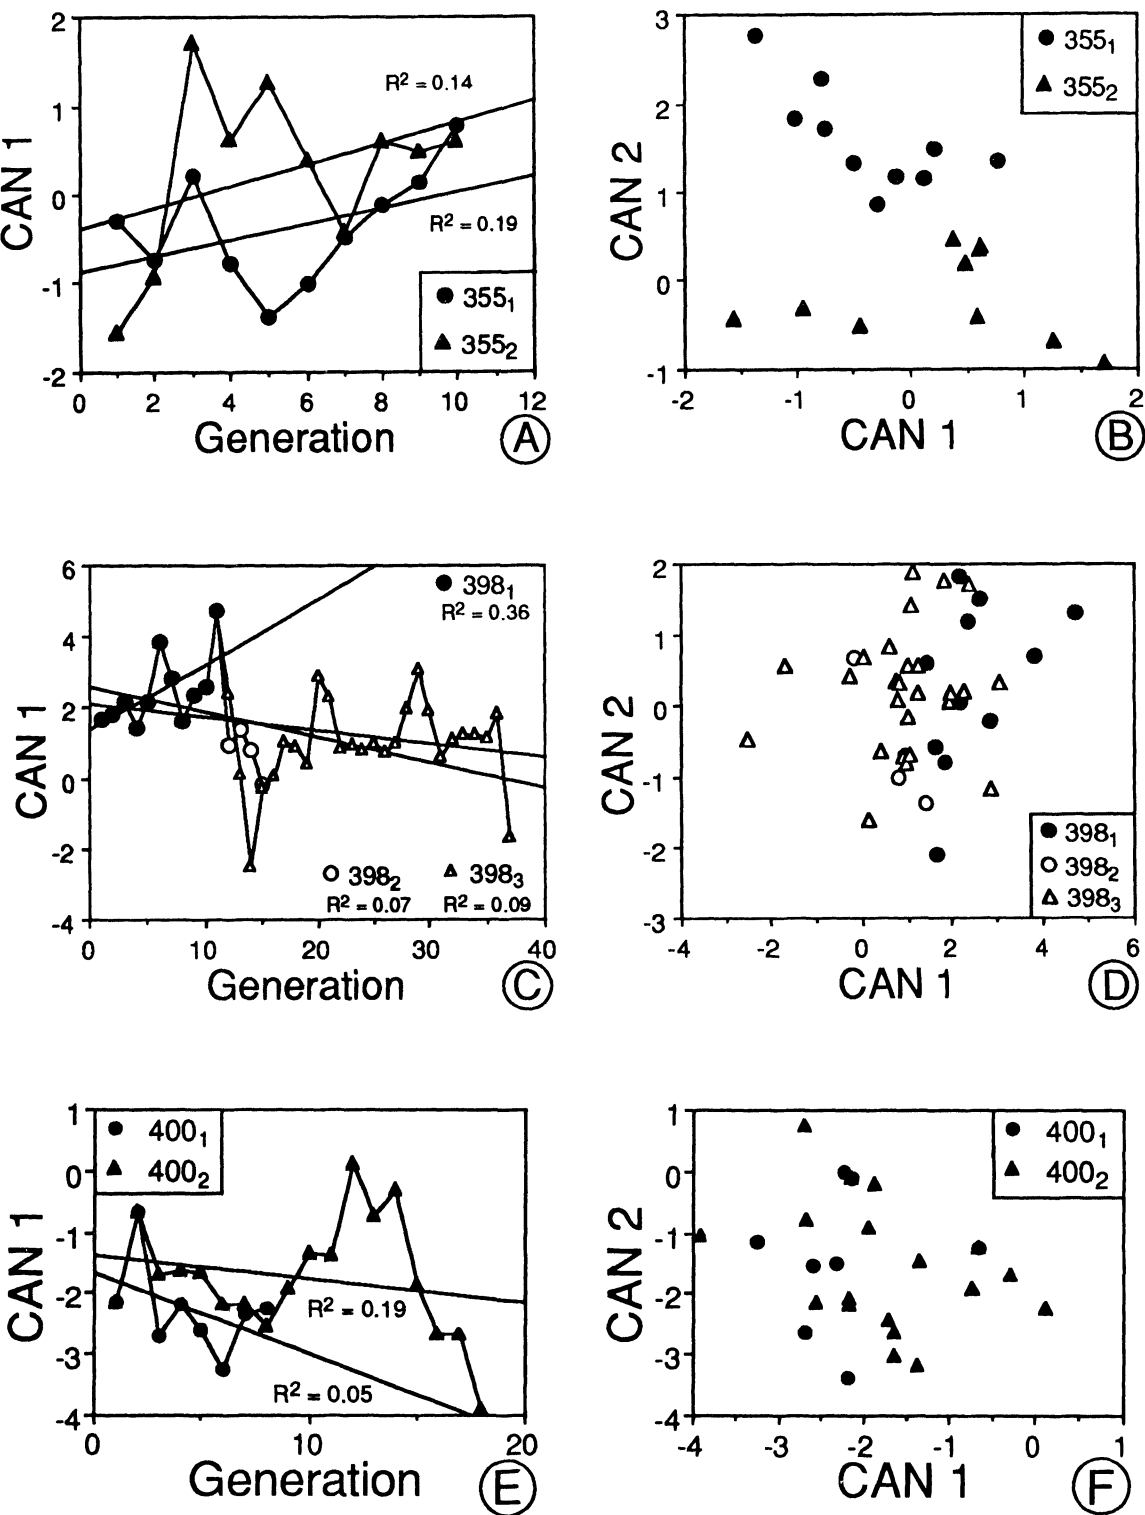 2
1
0
-1
-2
CAN 1
R² = 0.14
R² = 0.19
355₁
355₂
0 2 4 6 8 10 12
Generation
A
3
2
1
0
-1
CAN 2
355₁
355₂
-2 -1 0 1 2
CAN 1
B
6
4
2
0
-2
-4
CAN 1
398₁
R² = 0.36
398₂
398₃
R² = 0.07
R² = 0.09
0 10 20 30 40
Generation
C
2
1
0
-1
-2
-3
CAN 2
398₁
398₂
398₃
-4 -2 0 2 4 6
CAN 1
D
1
0
-1
-2
-3
-4
CAN 1
400₁
400₂
R² = 0.19
R² = 0.05
0 10 20
Generation
E
1
0
-1
-2
-3
-4
CAN 2
400₁
400₂
-4 -3 -2 -1 0 1
CAN 1
F